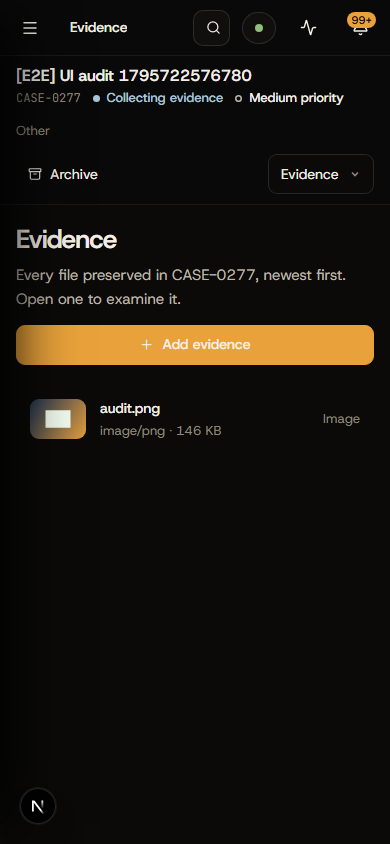 Evidence
99+
[E2E] UI audit 1795722576780
CASE-0277 Collecting evidence Medium priority
Other
Archive Evidence
Evidence
Every file preserved in CASE-0277, newest first.
Open one to examine it.
Add evidence
audit.png
image/png · 146 KB Image
N